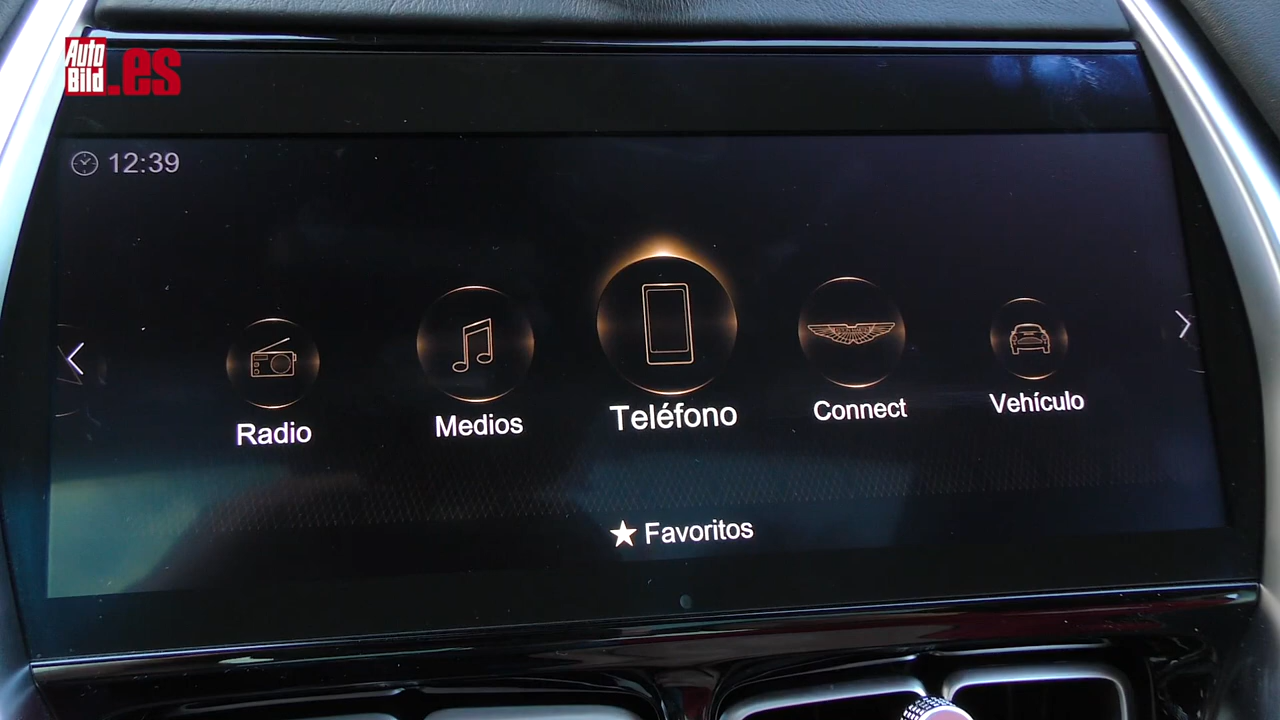 Auto
Bild
.es
12:39
Radio
Medios
Teléfono
Connect
Vehículo
Favoritos